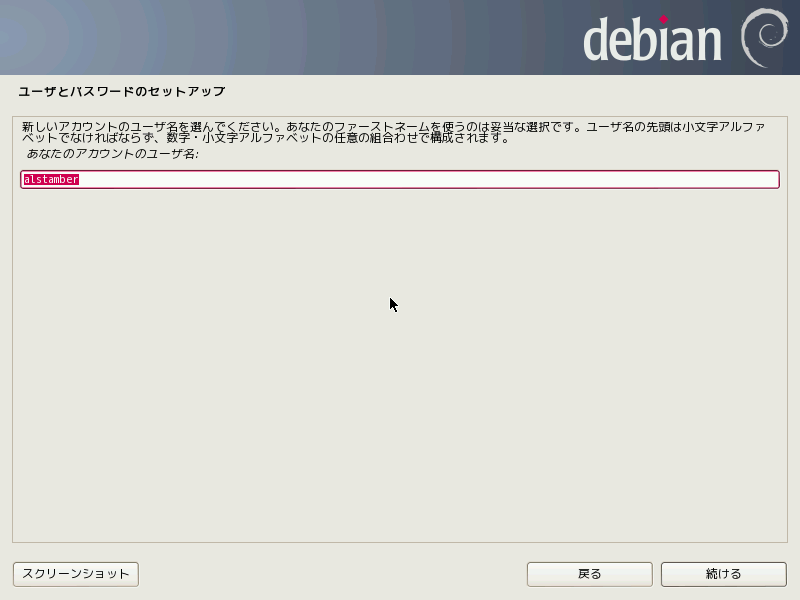 debian
ユーザとパスワードのセットアップ
新しいアカウントのユーザ名を選んでください。あなたのファーストネームを使うのは妥当な選択です。ユーザ名の先頭は小文字アルファ
ベットでなければならず、数字・小文字アルファベットの任意の組合わせで構成されます。
あなたのアカウントのユーザ名:
alstamber
スクリーンショット
戻る
続ける